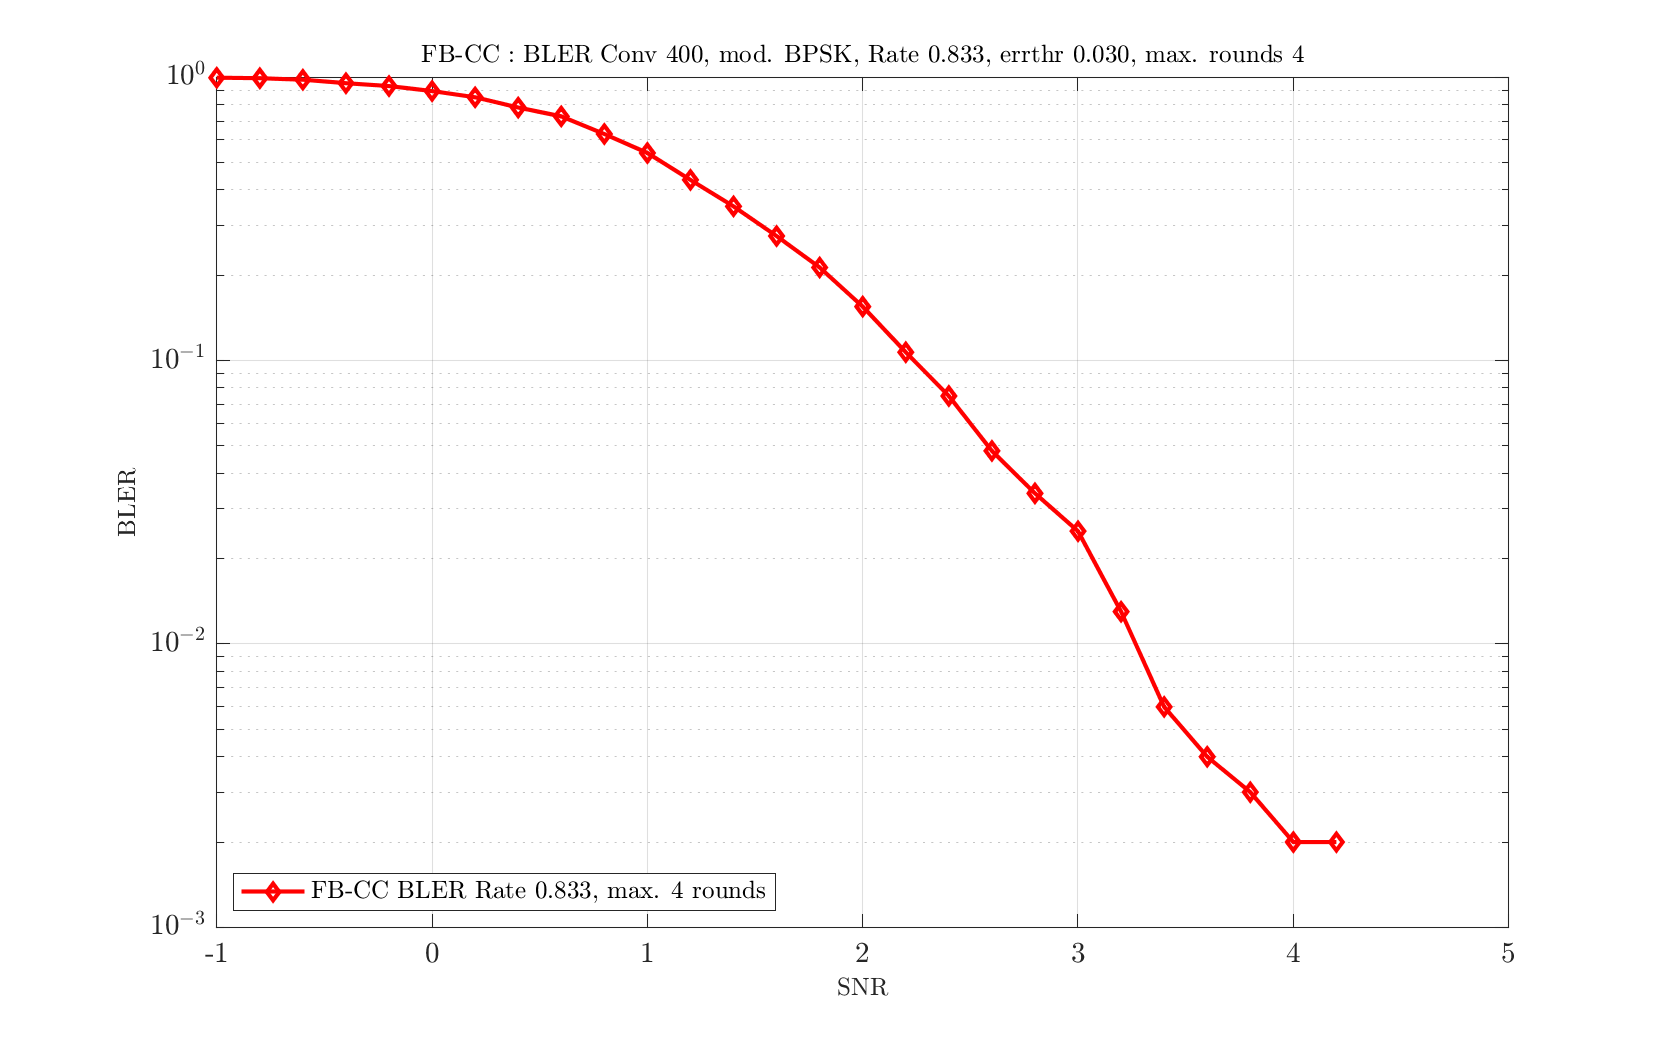 FB-CC : BLER Conv 400, mod. BPSK, Rate 0.833, errthr 0.030, max. rounds 4
10^0
10^−1
10^−2
10^−3
BLER
FB-CC BLER Rate 0.833, max. 4 rounds
-1 0 1 2 3 4 5
SNR